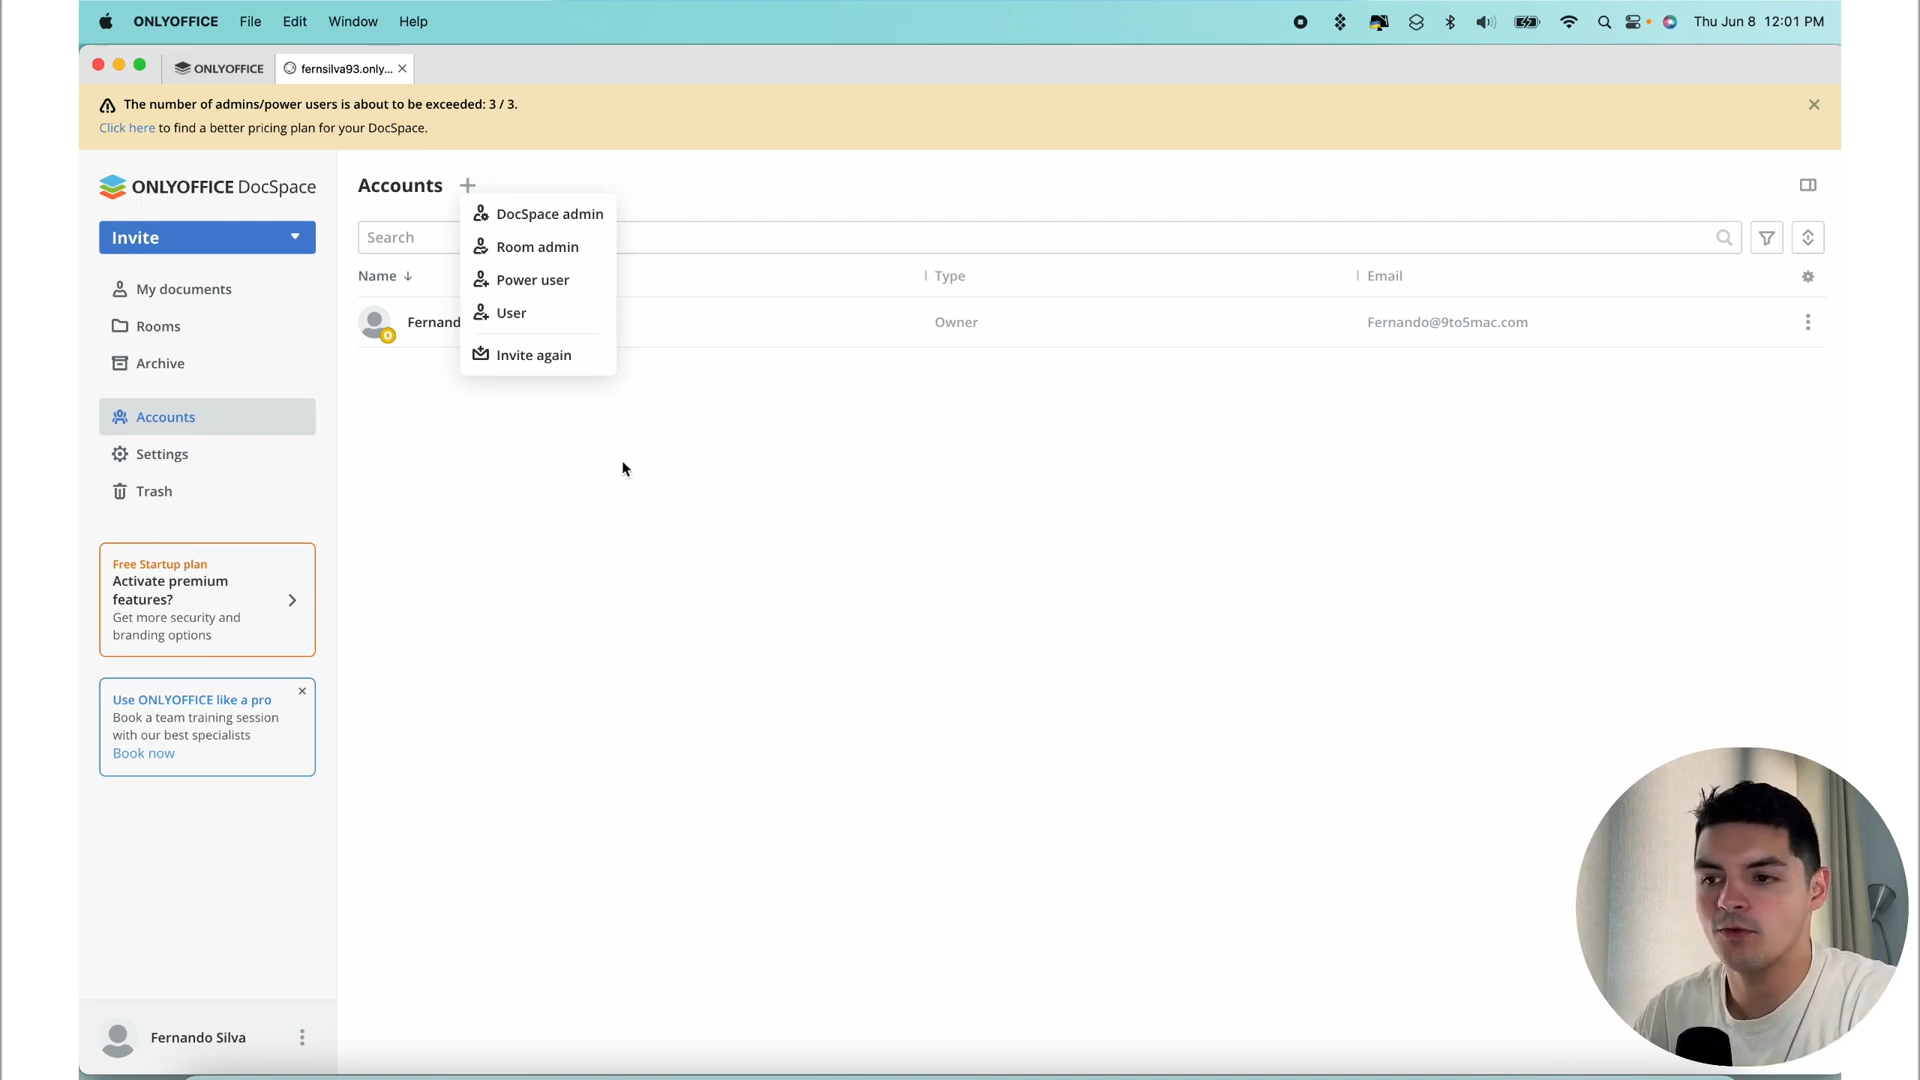 ONLYOFFICE File Edit Window Help
Thu Jun 8 12:01 PM
ONLYOFFICE
fernsilva93.only...
The number of admins/power users is about to be exceeded: 3 / 3.
Click here to find a better pricing plan for your DocSpace.
ONLYOFFICE DocSpace
Invite
My documents
Rooms
Archive
Accounts
Settings
Trash
Free Startup plan
Activate premium
features?
Get more security and
branding options
Use ONLYOFFICE like a pro
Book a team training session
with our best specialists
Book now
Fernando Silva
Accounts
DocSpace admin
Room admin
Power user
User
Invite again
Search
Name Type Email
Fernand Owner Fernando@9to5mac.com